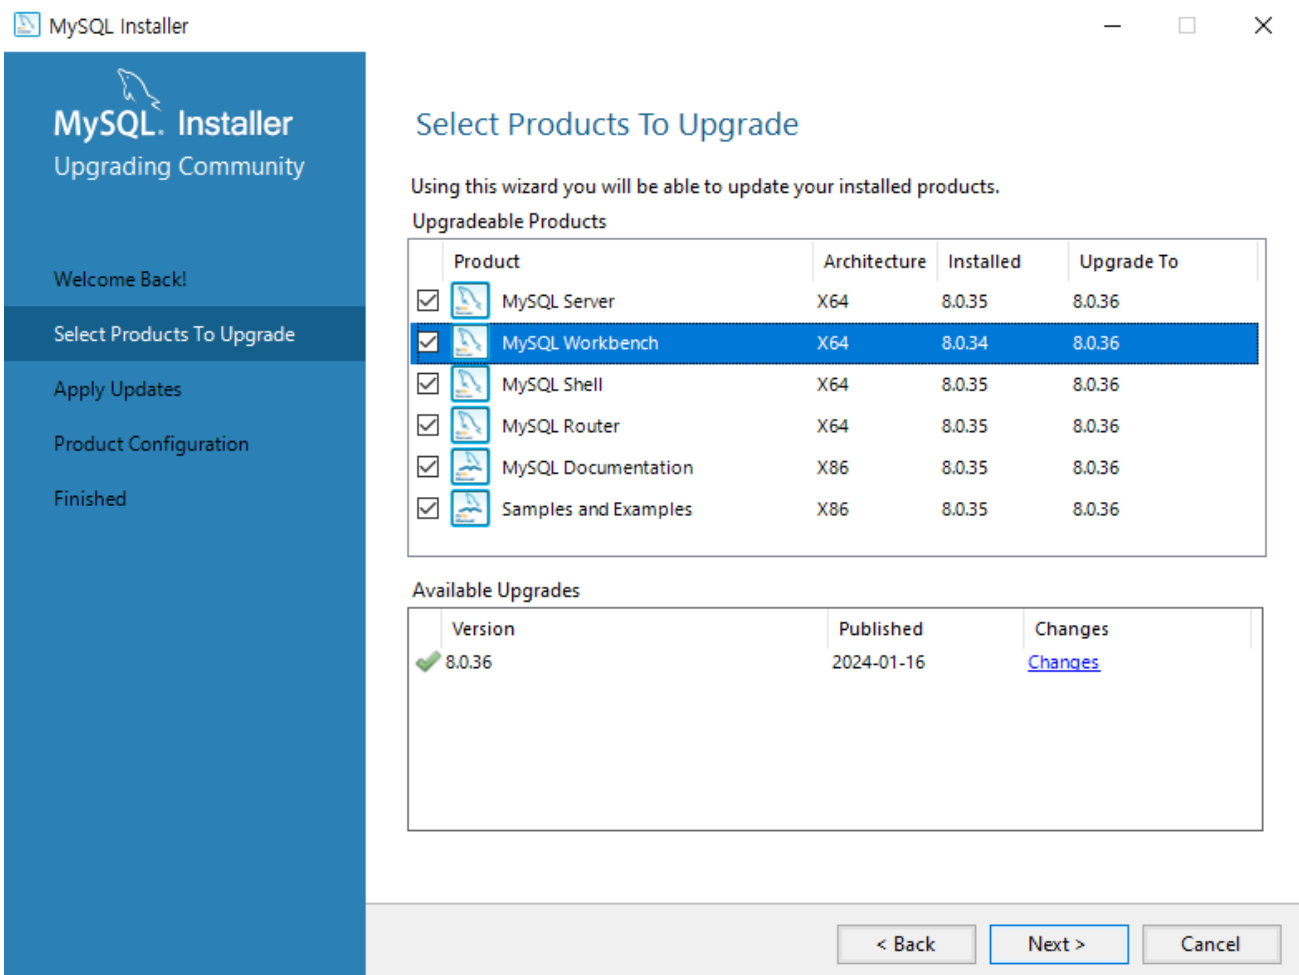 MySQL Installer
MySQL. Installer
Upgrading Community
Welcome Back!
Select Products To Upgrade
Apply Updates
Product Configuration
Finished
Select Products To Upgrade
Using this wizard you will be able to update your installed products.
Upgradeable Products
Product Architecture Installed Upgrade To
MySQL Server X64 8.0.35 8.0.36
MySQL Workbench X64 8.0.34 8.0.36
MySQL Shell X64 8.0.35 8.0.36
MySQL Router X64 8.0.35 8.0.36
MySQL Documentation X86 8.0.35 8.0.36
Samples and Examples X86 8.0.35 8.0.36
Available Upgrades
Version Published Changes
8.0.36 2024-01-16 Changes
< Back Next > Cancel